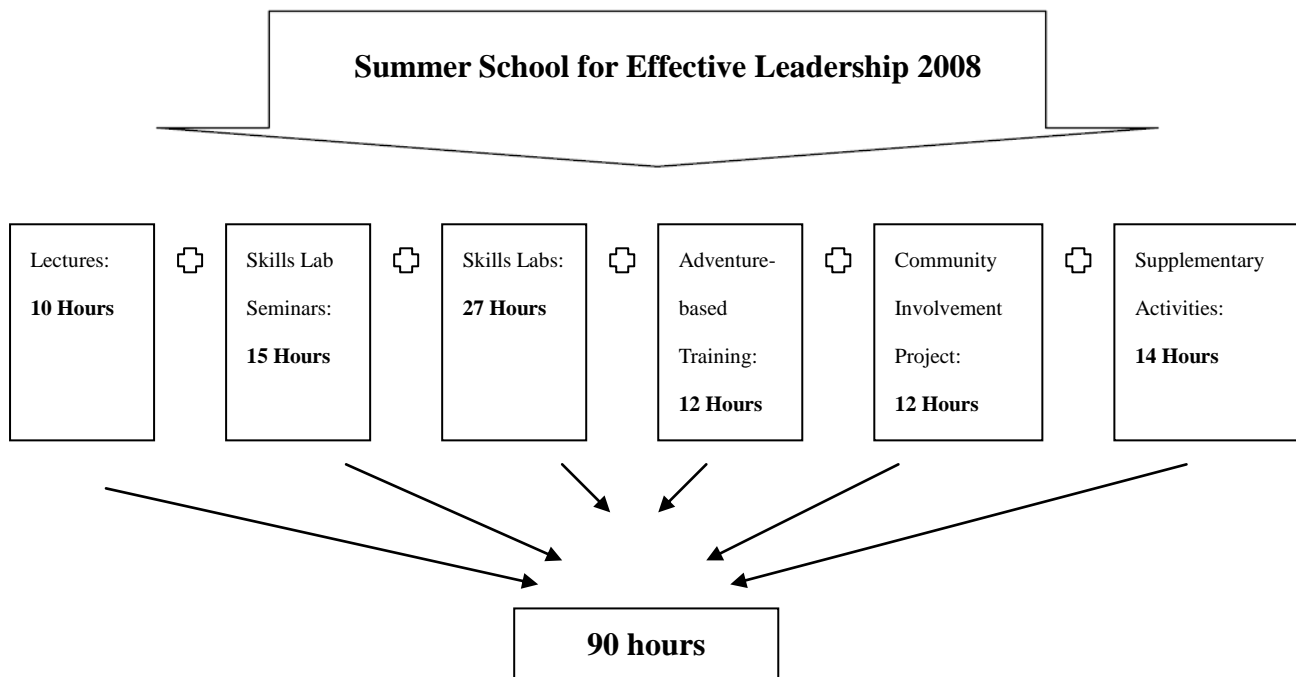 Summer School for Effective Leadership 2008
Lectures:
10 Hours
Skills Lab
Seminars:
15 Hours
Skills Labs:
27 Hours
Adventure-
based
Training:
12 Hours
Community
Involvement
Project:
12 Hours
Supplementary
Activities:
14 Hours
90 hours